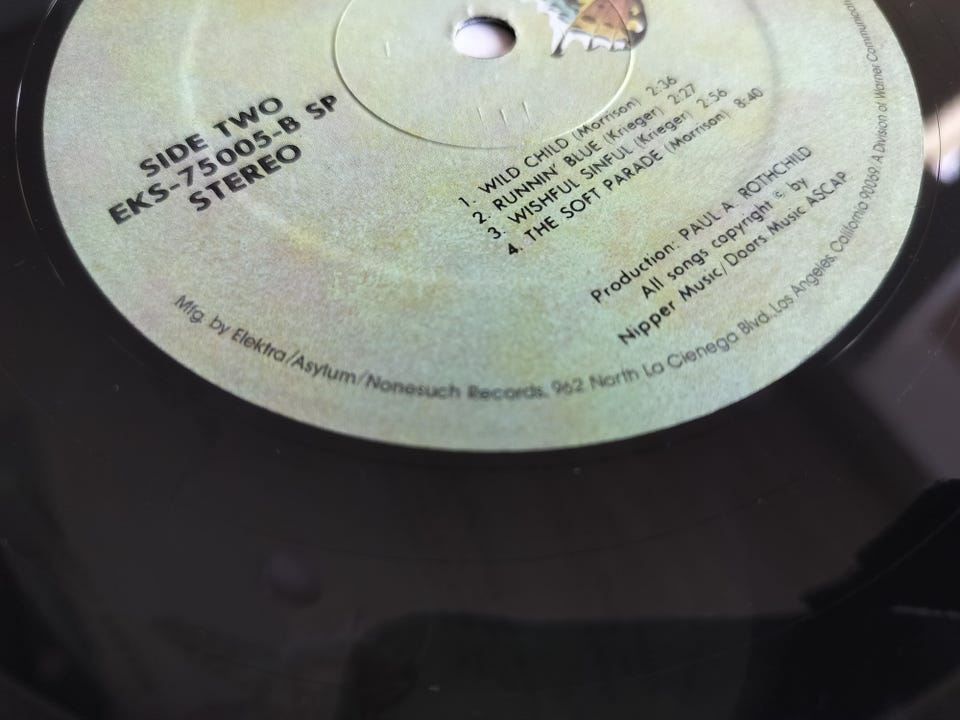 SIDE TWO
EKS-75005-B SP
STEREO
1. WILD CHILD (Morrison) 2:36
2. RUNNIN' BLUE (Krieger) 2:27
3. WISHFUL SINFUL (Krieger) 2:56
4. THE SOFT PARADE (Morrison) 8:40
Production: PAUL A. ROTHCHILD
All songs copyright © by
Nipper Music/Doors Music ASCAP
Mfg. by Elektra/Asylum/Nonesuch Records, 962 North La Cienega Blvd., Los Angeles, California 90069. A Division of Warner